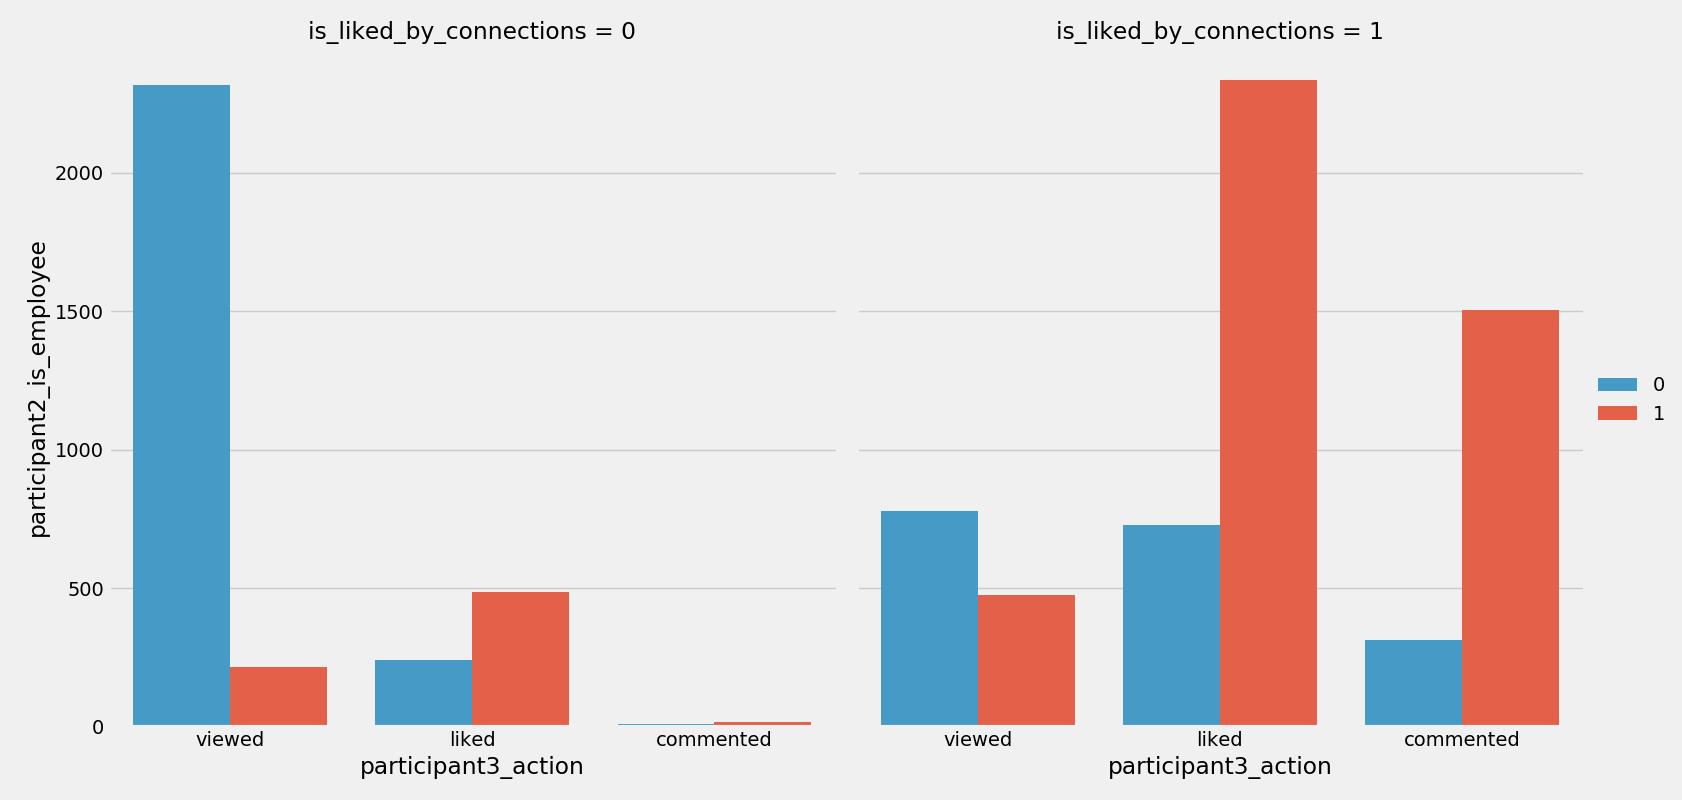 is_liked_by_connections = 0
is_liked_by_connections = 1
participant2_is_employee
2000
1500
1000
500
0
viewed
liked
commented
participant3_action
viewed
liked
commented
participant3_action
0
1